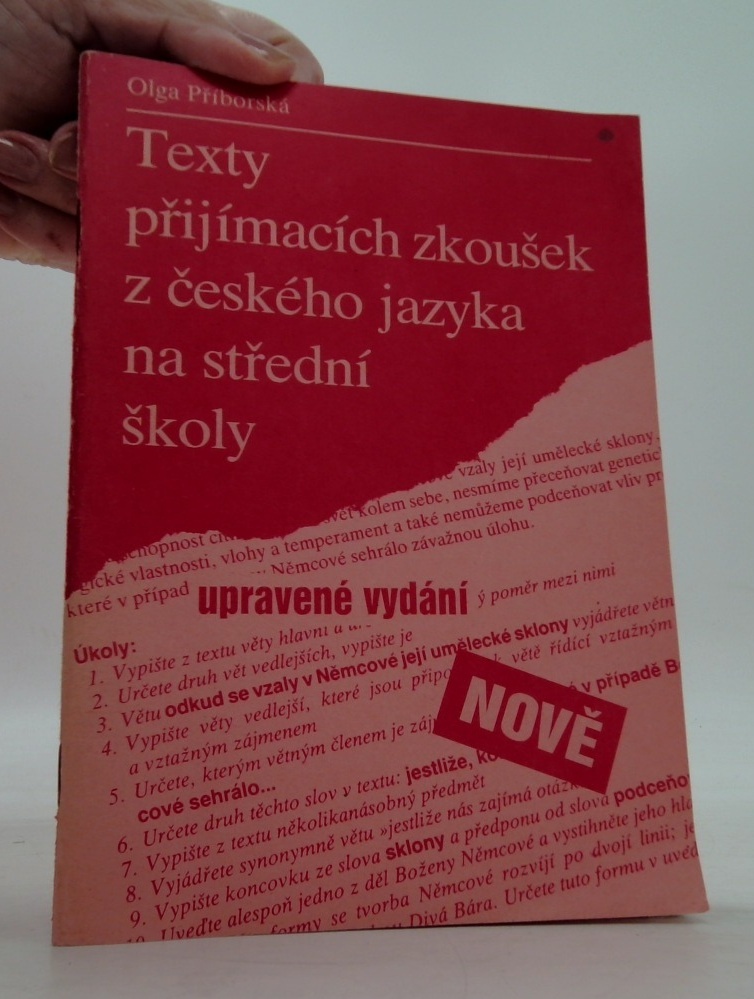 Olga Příborská
Texty
přijímacích zkoušek
z českého jazyka
na střední
školy
vzaly její umělecké sklony,
svět kolem sebe, nesmíme přeceňovat genetic
schopnost
gické vlastnosti, vlohy a temperament a také nemůžeme podceňovat vliv pr
které v případ Němcové sehrálo závažnou úlohu.
upravené vydání
ý poměr mezi nimi
Úkoly:
1. Vypište z textu věty hlavní a
2. Určete druh vět vedlejších, vypište je
3. Větu odkud se vzaly v Němcové její umělecké sklony vyjádřete větn
4. Vypište věty vedlejší, které jsou připo k větě řídící vztažným
a vztažným zájmenem
NOVĚ
5. Určete, kterým větným členem je záj v případě B
cové sehrálo...
6. Určete druh těchto slov v textu: jestliže, ko
7. Vypište z textu několikanásobný předmět
8. Vyjádřete synonymně větu »jestliže nás zajímá otáz
9. Vypište koncovku ze slova sklony a předponu od slova podceňo
10. Uveďte alespoň jedno z děl Boženy Němcové a vystihněte jeho hla
formy se tvorba Němcové rozvíjí po dvojí linii; je
Divá Bára. Určete tuto formu v uved